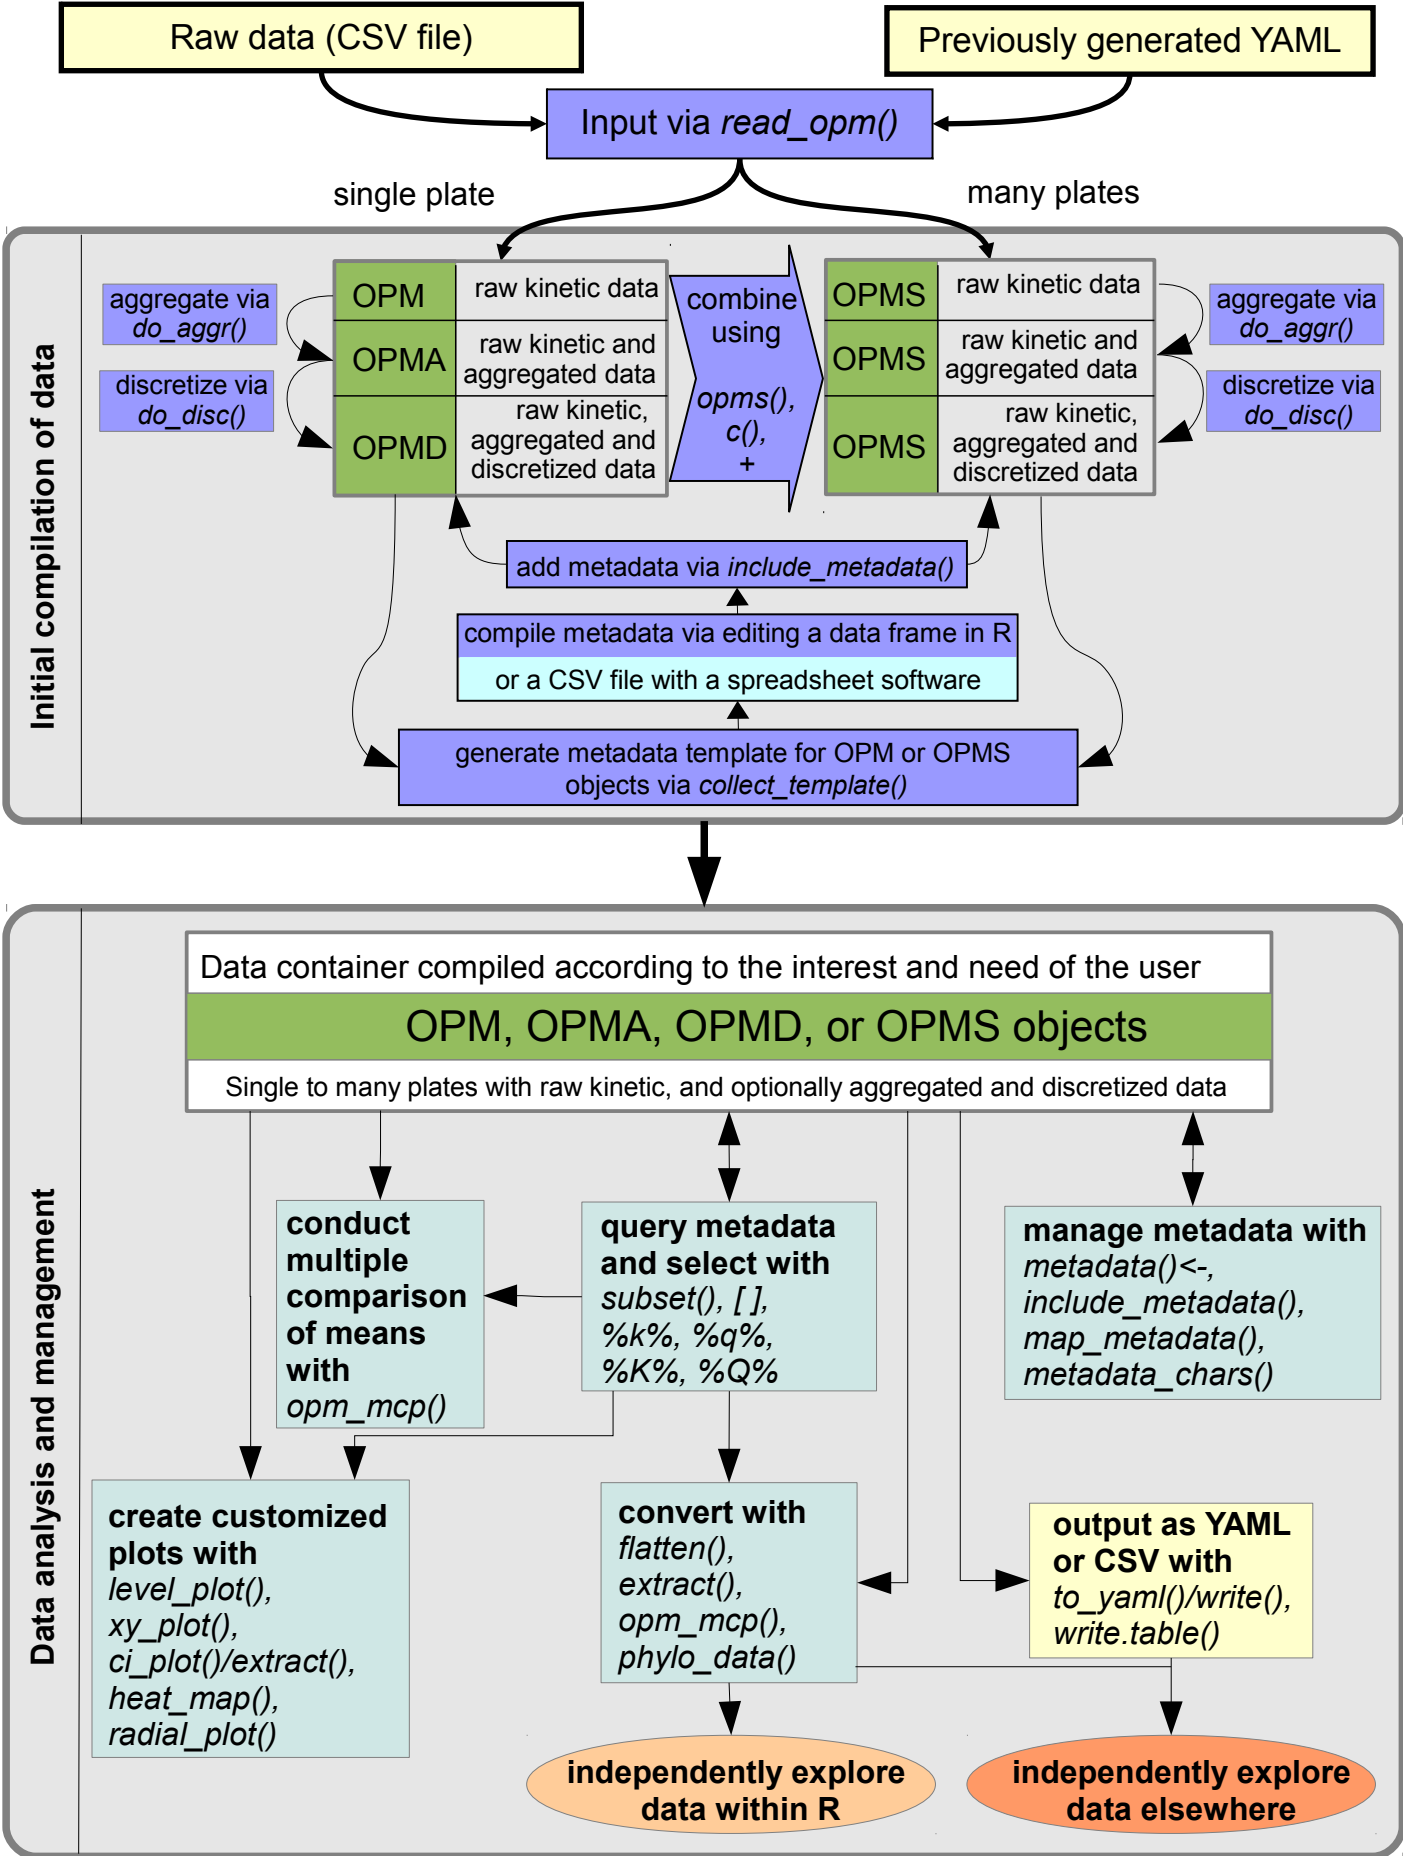 Raw data (CSV file)
Previously generated YAML
Input via read_opm()
single plate
many plates
Initial compilation of data
aggregate via
do_aggr()
discretize via
do_disc()
OPM
raw kinetic data
OPMA
raw kinetic and
aggregated data
OPMD
raw kinetic,
aggregated and
discretized data
combine
using
opms(),
c(),
+
OPMS
raw kinetic data
OPMS
raw kinetic and
aggregated data
OPMS
raw kinetic,
aggregated and
discretized data
aggregate via
do_aggr()
discretize via
do_disc()
add metadata via include_metadata()
compile metadata via editing a data frame in R
or a CSV file with a spreadsheet software
generate metadata template for OPM or OPMS
objects via collect_template()
Data analysis and management
Data container compiled according to the interest and need of the user
OPM, OPMA, OPMD, or OPMS objects
Single to many plates with raw kinetic, and optionally aggregated and discretized data
conduct
multiple
comparison
of means
with
opm_mcp()
query metadata
and select with
subset(), [ ],
%k%, %q%,
%K%, %Q%
manage metadata with
metadata()<-,
include_metadata(),
map_metadata(),
metadata_chars()
create customized
plots with
level_plot(),
xy_plot(),
ci_plot()/extract(),
heat_map(),
radial_plot()
convert with
flatten(),
extract(),
opm_mcp(),
phylo_data()
output as YAML
or CSV with
to_yaml()/write(),
write.table()
independently explore
data within R
independently explore
data elsewhere